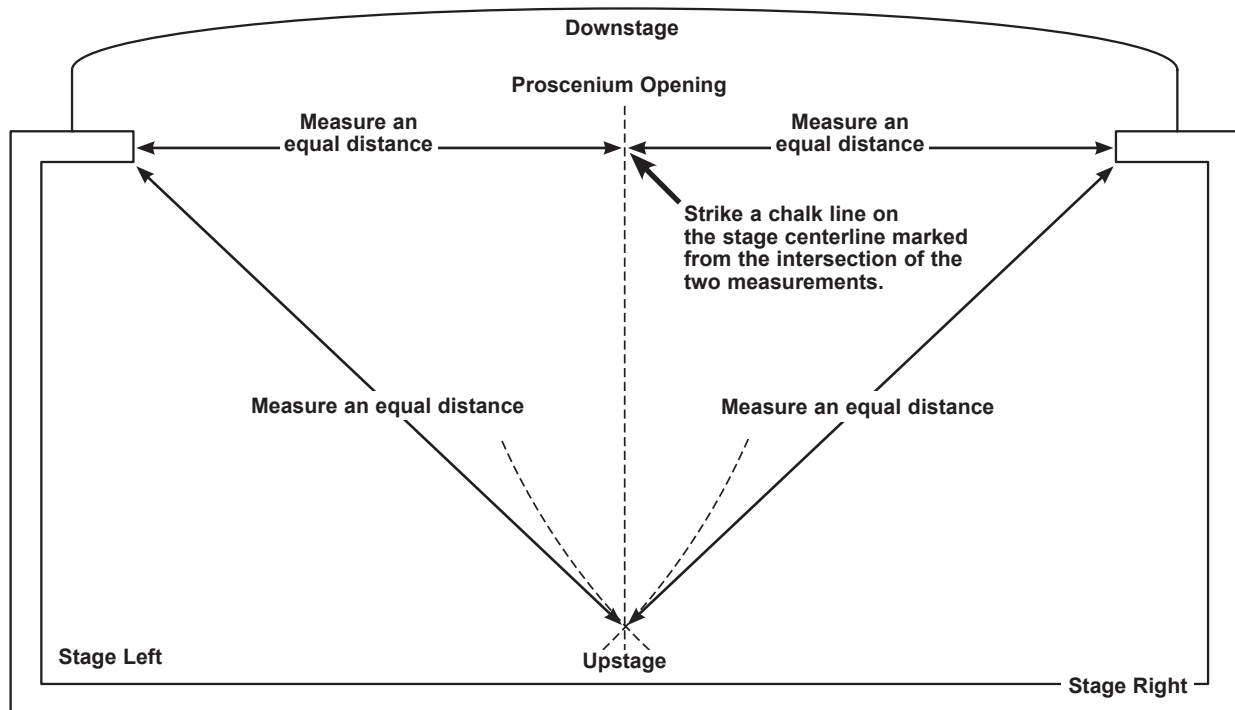 Downstage
Proscenium Opening
Measure an
equal distance
Measure an
equal distance
Strike a chalk line on
the stage centerline marked
from the intersection of the
two measurements.
Measure an equal distance
Measure an equal distance
Stage Left
Upstage
Stage Right